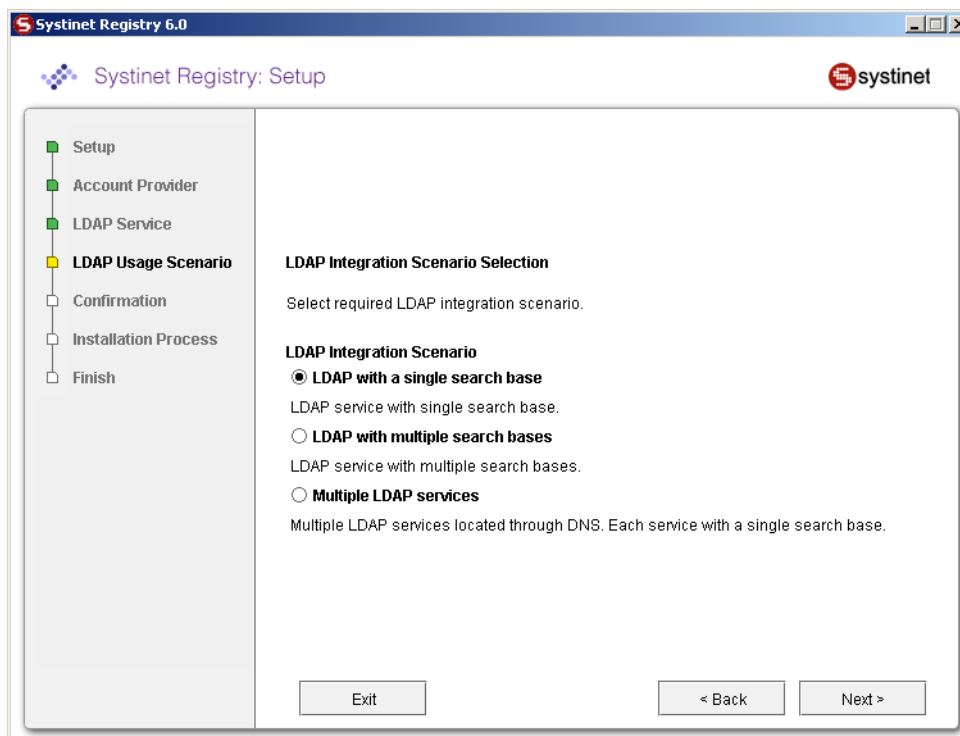 Systinet Registry 6.0
Systinet Registry: Setup
systinet
Setup
Account Provider
LDAP Service
LDAP Usage Scenario
Confirmation
Installation Process
Finish
LDAP Integration Scenario Selection
Select required LDAP integration scenario.
LDAP Integration Scenario
LDAP with a single search base
LDAP service with single search base.
LDAP with multiple search bases
LDAP service with multiple search bases.
Multiple LDAP services
Multiple LDAP services located through DNS. Each service with a single search base.
Exit
< Back
Next >